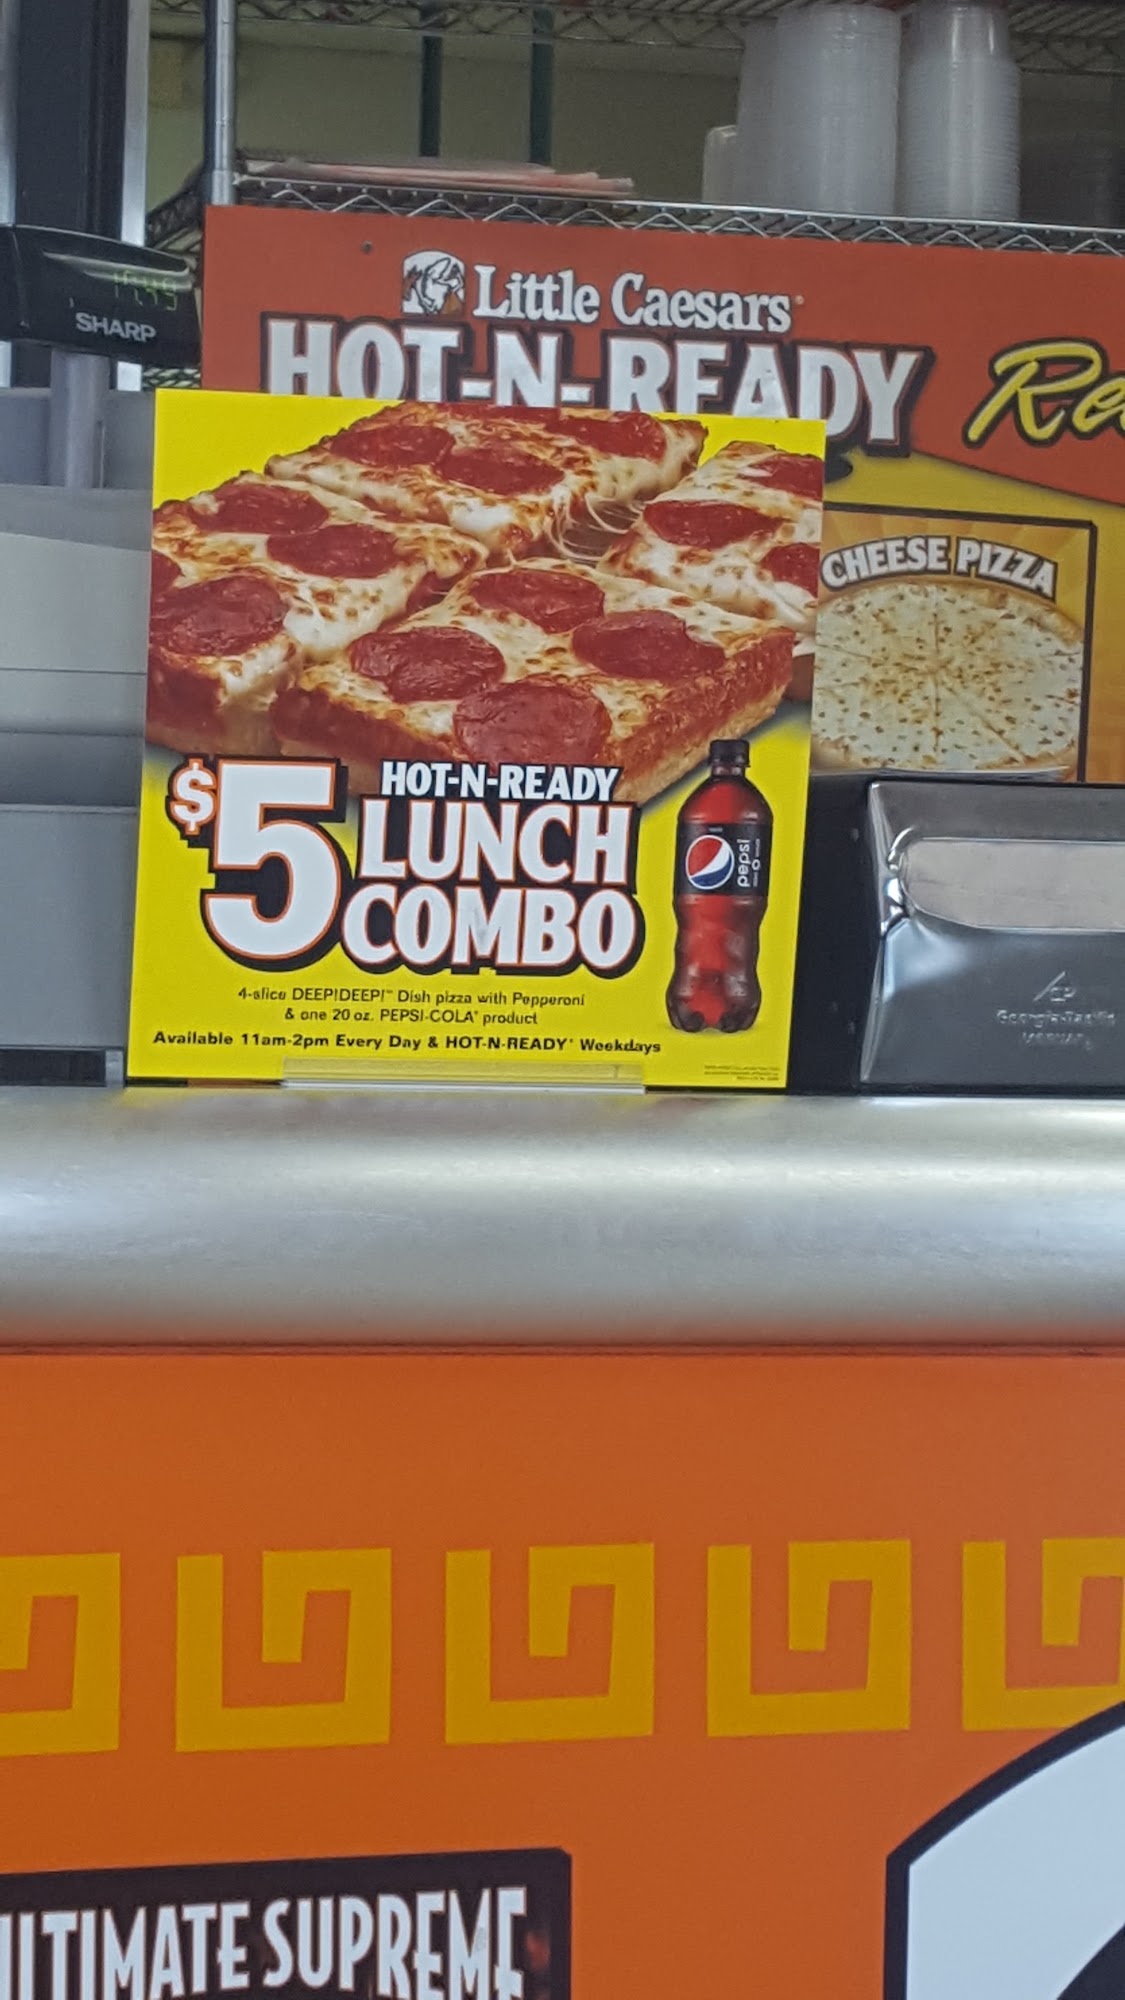 SHARP
Little Caesars
HOT-N-READY
CHEESE PIZZA
$5
HOT-N-READY
LUNCH
COMBO
pepsi
4-slice DEEP!DEEP!™ Dish pizza with Pepperoni
& one 20 oz. PEPSI-COLA® product
Available 11am-2pm Every Day & HOT-N-READY® Weekdays
SUPREME